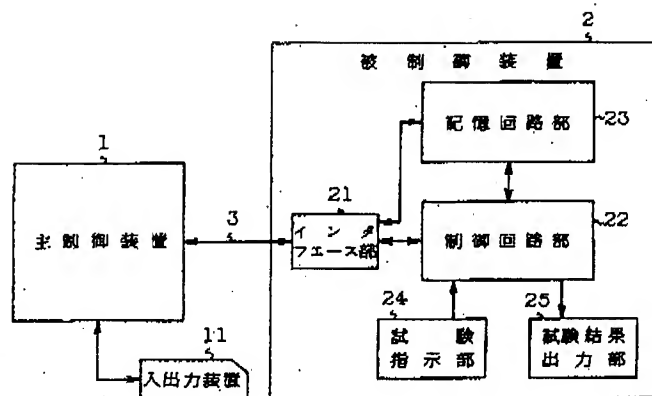 2
被制御装置
記憶回路部
23
1
主制御装置
3
21
インタ
フエース部
制御回路部
22
24
試験
指示部
25
試験結果
出力部
11
入出力装置